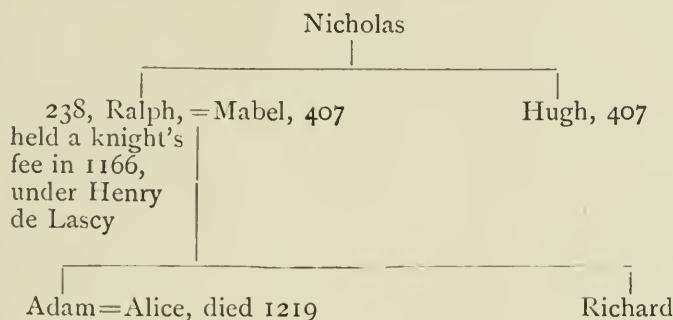 Nicholas
238, Ralph, =Mabel, 407 Hugh, 407
held a knight's
fee in 1166,
under Henry
de Lascy
Adam=Alice, died 1219 Richard